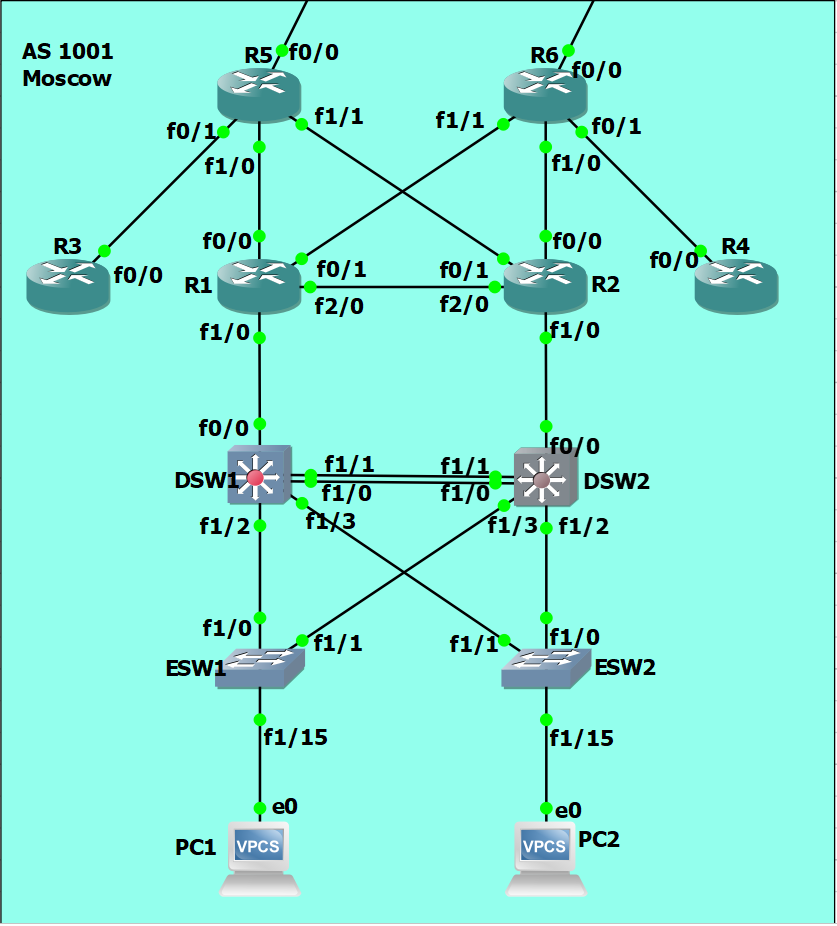 AS 1001
Moscow
R5
f0/0
R6
f0/0
f0/1
f1/1
f1/1
f0/1
f1/0
f1/0
R3
f0/0
f0/0
f0/0
R4
f0/0
R1
f0/1
f0/1
R2
f2/0
f2/0
f1/0
f1/0
f0/0
f0/0
DSW1
f1/1
f1/1
DSW2
f1/0
f1/0
f1/2
f1/3
f1/3
f1/2
f1/0
f1/1
f1/1
f1/0
ESW1
ESW2
f1/15
f1/15
e0
e0
PC1
VPCS
VPCS
PC2